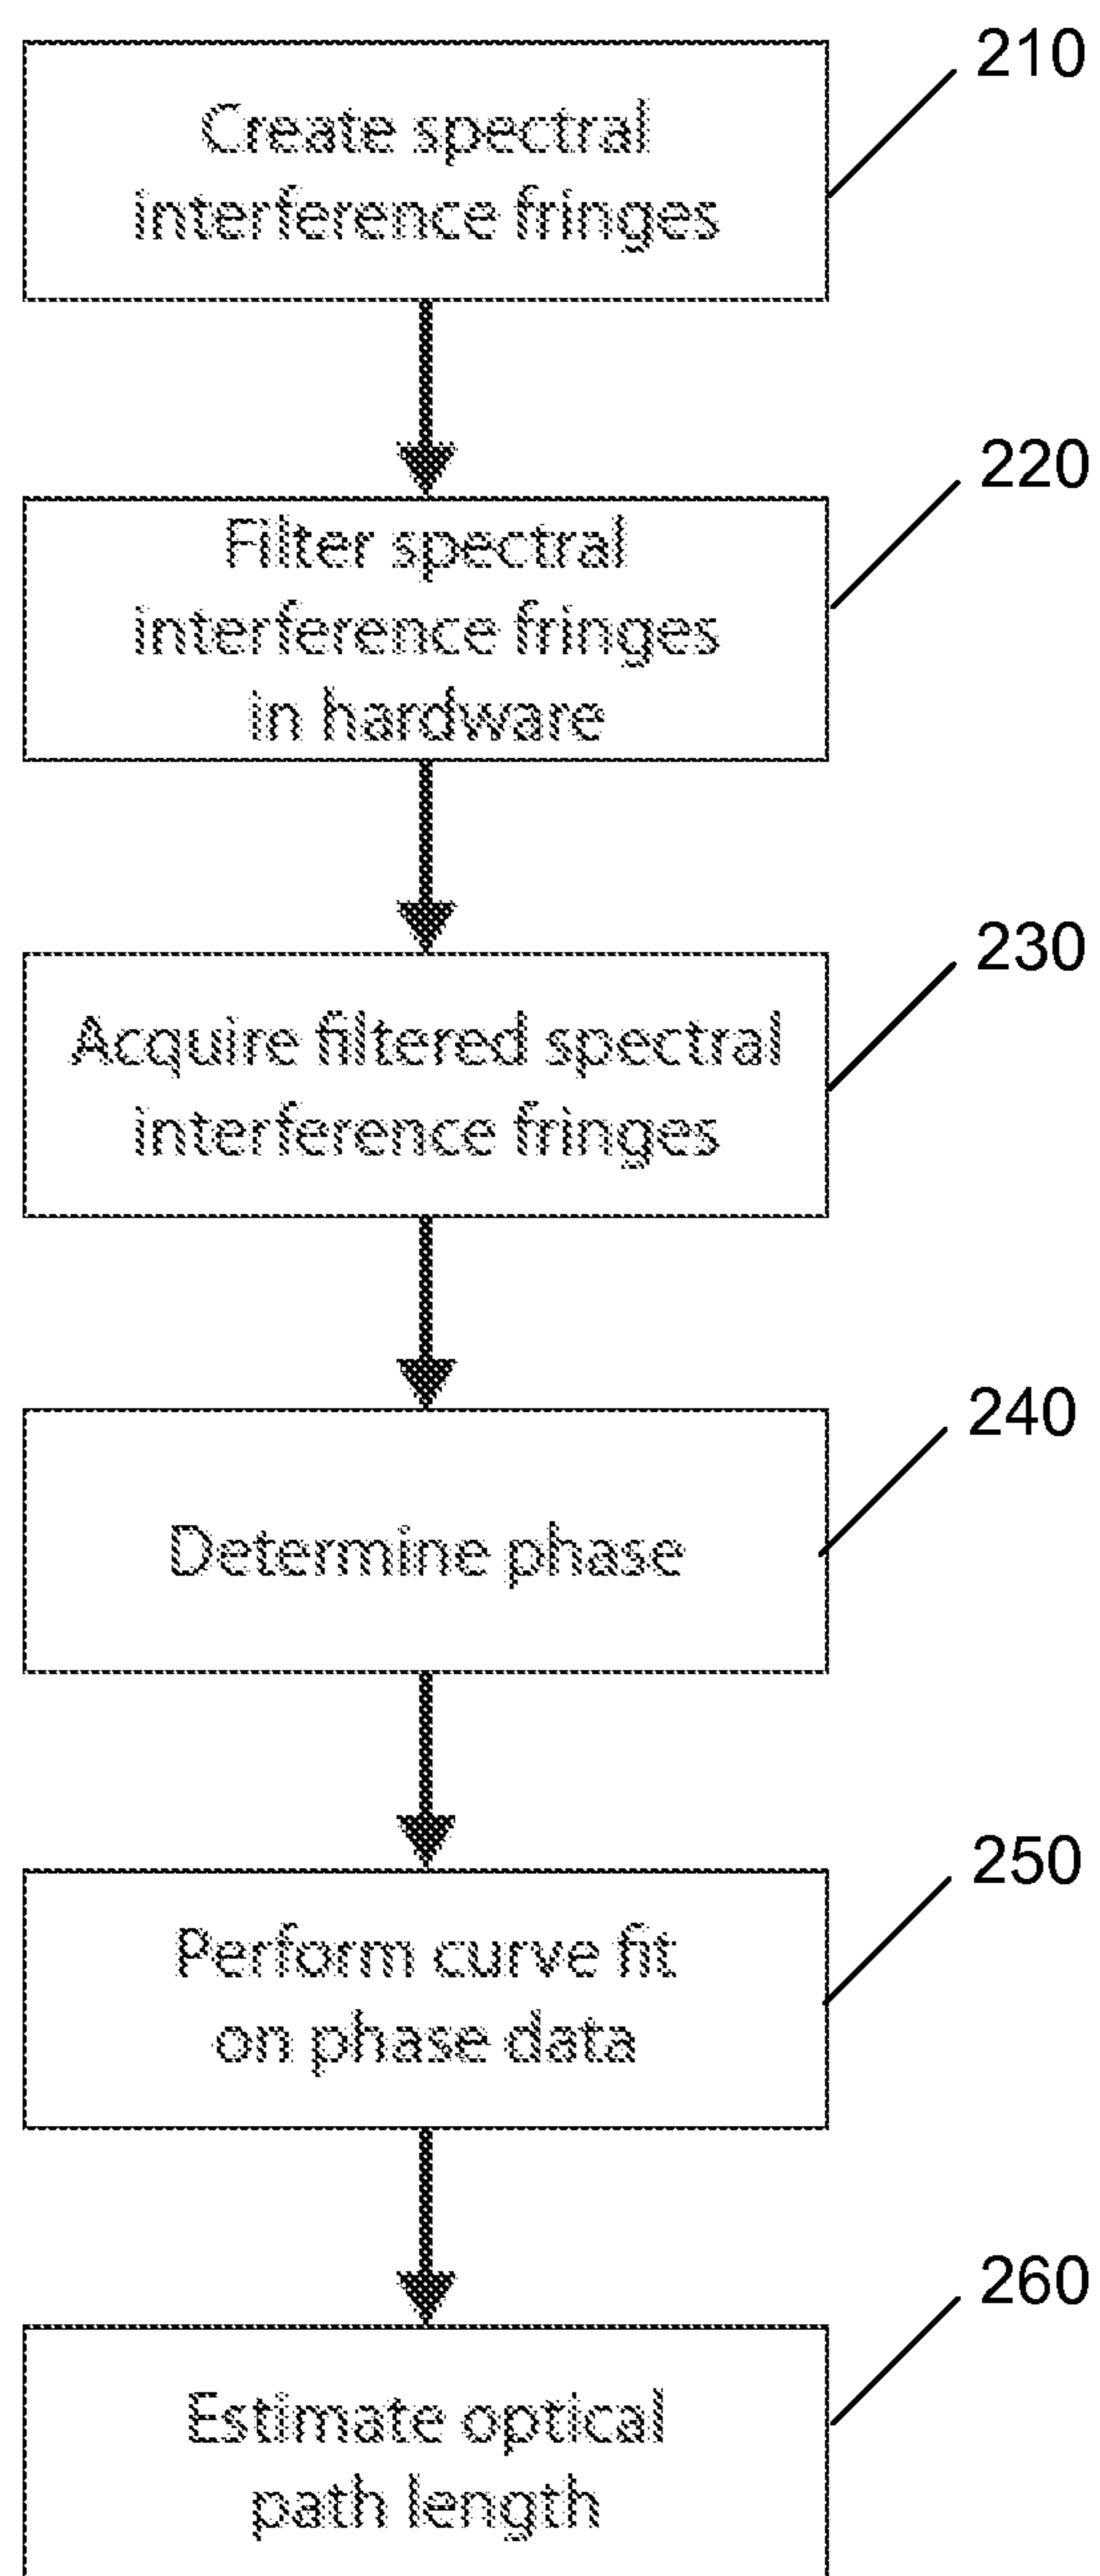 210
Create spectral
interference fringes
220
Filter spectral
interference fringes
in hardware
230
Acquire filtered spectral
interference fringes
240
Determine phase
250
Perform curve fit
on phase data
260
Estimate optical
path length